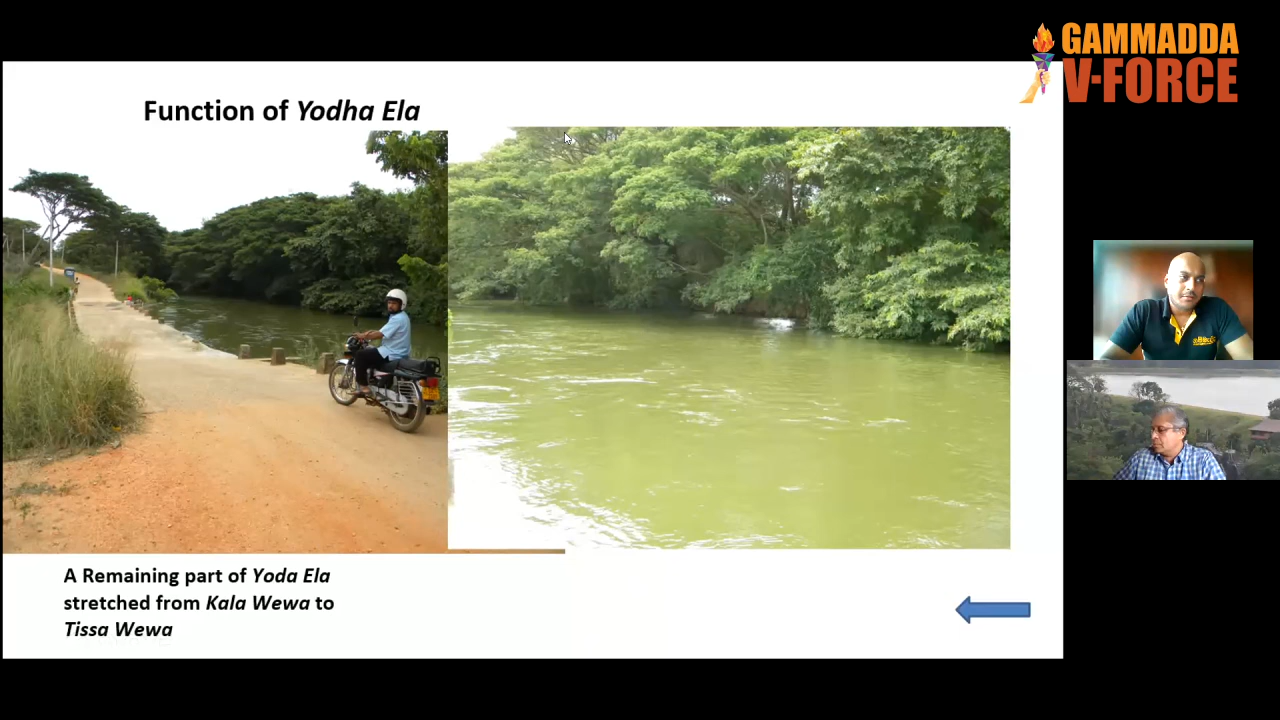 GAMMADDA
V-FORCE
Function of Yodha Ela
A Remaining part of Yoda Ela
stretched from Kala Wewa to
Tissa Wewa